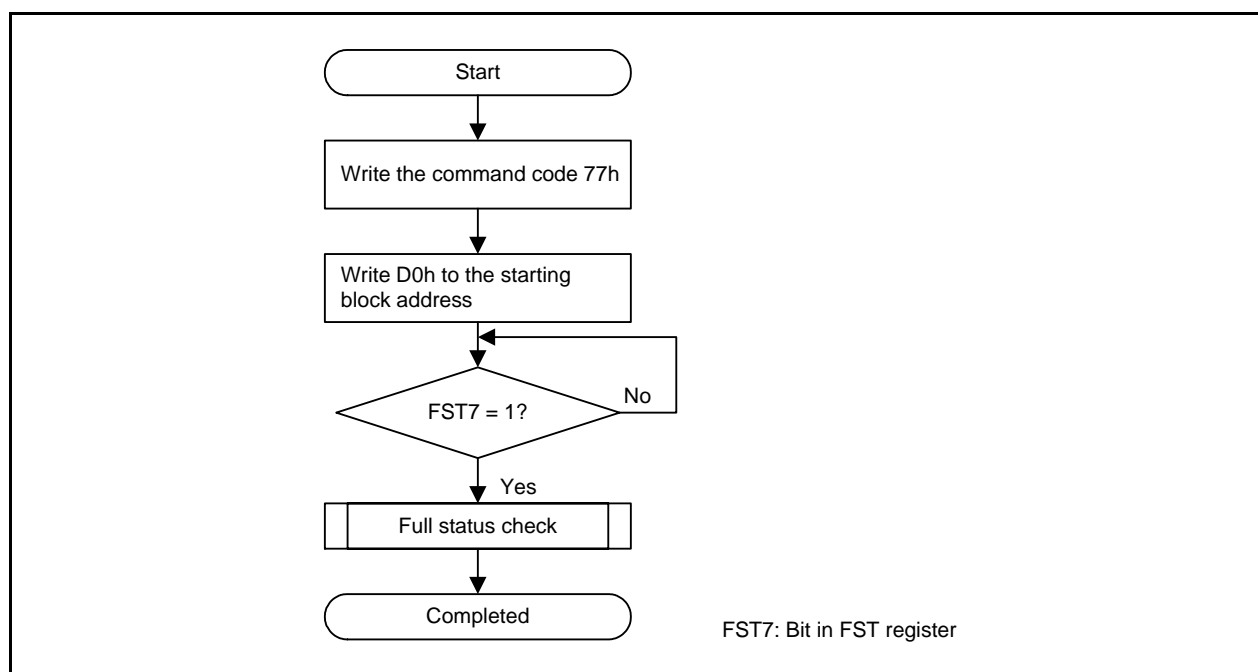 Start
Write the command code 77h
Write D0h to the starting
block address
FST7 = 1?
No
Yes
Full status check
Completed
FST7: Bit in FST register